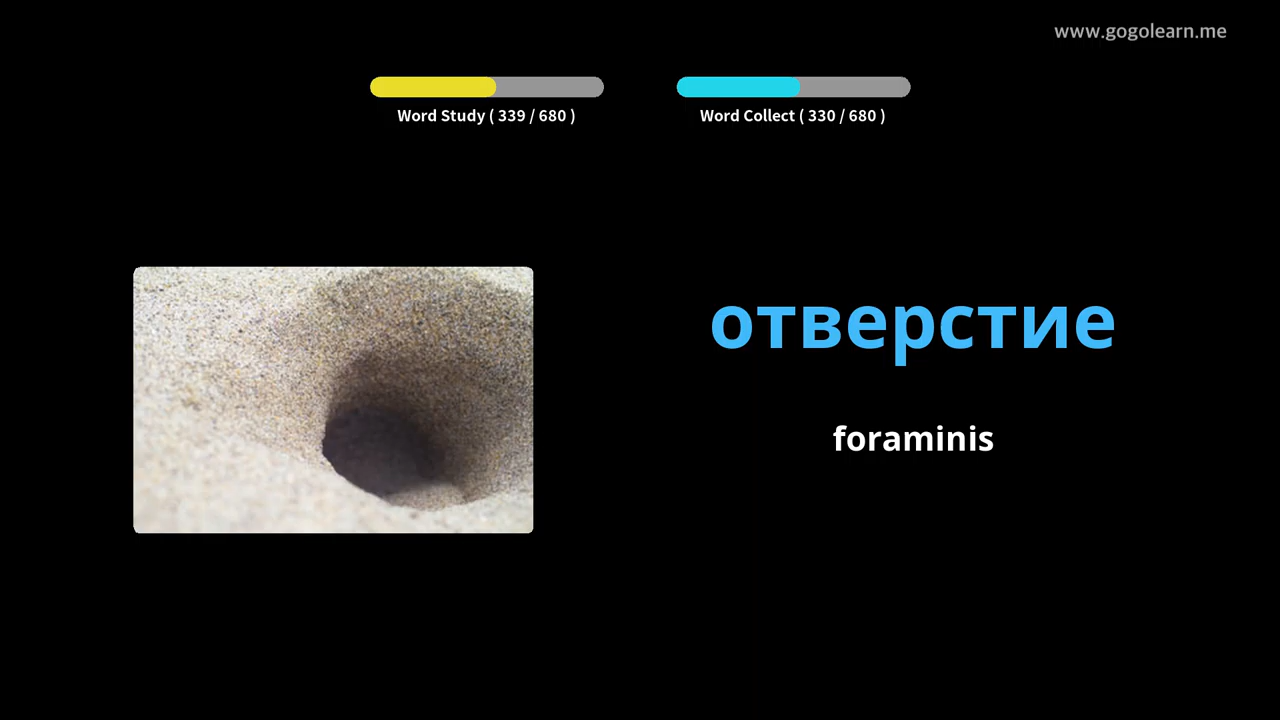 www.gogolearn.me
Word Study ( 339 / 680 )
Word Collect ( 330 / 680 )
отверстие
foraminis